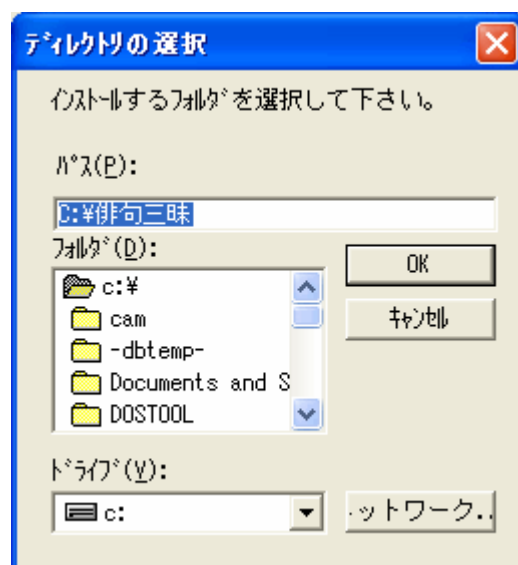 ﾃﾞｨﾚｸﾄﾘの選択
ｲﾝｽﾄｰﾙするﾌｫﾙﾀﾞを選択して下さい。
ﾊﾟｽ(P):
C:¥俳句三昧
ﾌｫﾙﾀﾞ(D):
OK
c:¥
cam
ｷｬﾝｾﾙ
-dbtemp-
Documents and S
DOSTOOL
ﾄﾞﾗｲﾌﾞ(V):
c:
ットワーク..